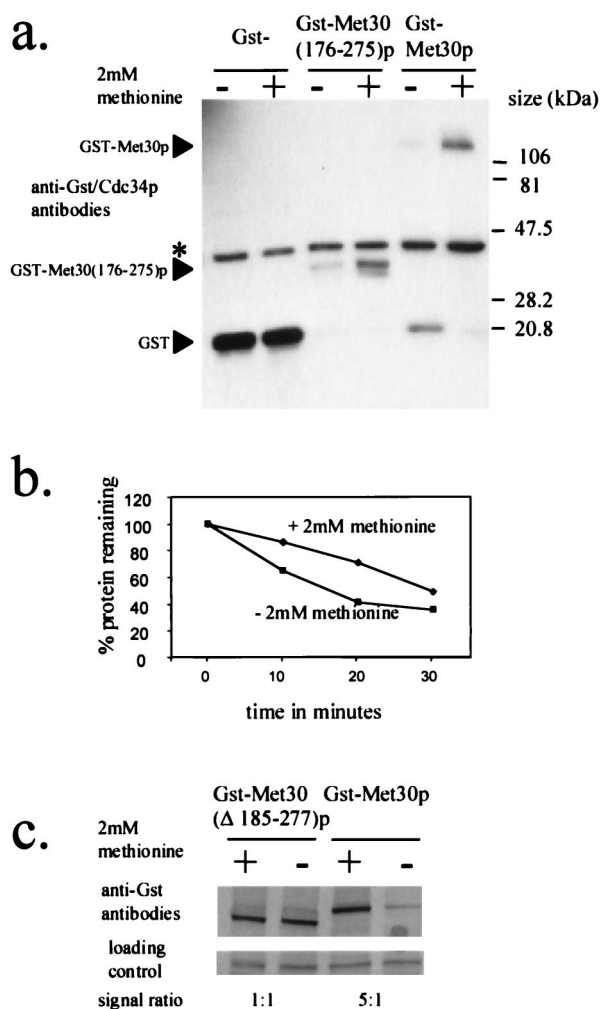 a.
Gst-
Gst-Met30
(176-275)p
Gst-
Met30p
2mM
methionine
- + - + - +
size (kDa)
GST-Met30p
106
81
anti-Gst/Cdc34p
antibodies
47.5
*
GST-Met30(176-275)p
28.2
20.8
GST
b.
% protein remaining
120
100
80
60
40
20
0
+ 2mM methionine
- 2mM methionine
0 10 20 30
time in minutes
c.
Gst-Met30
(Δ 185-277)p
Gst-Met30p
2mM
methionine
+ - + -
anti-Gst
antibodies
loading
control
signal ratio 1:1 5:1